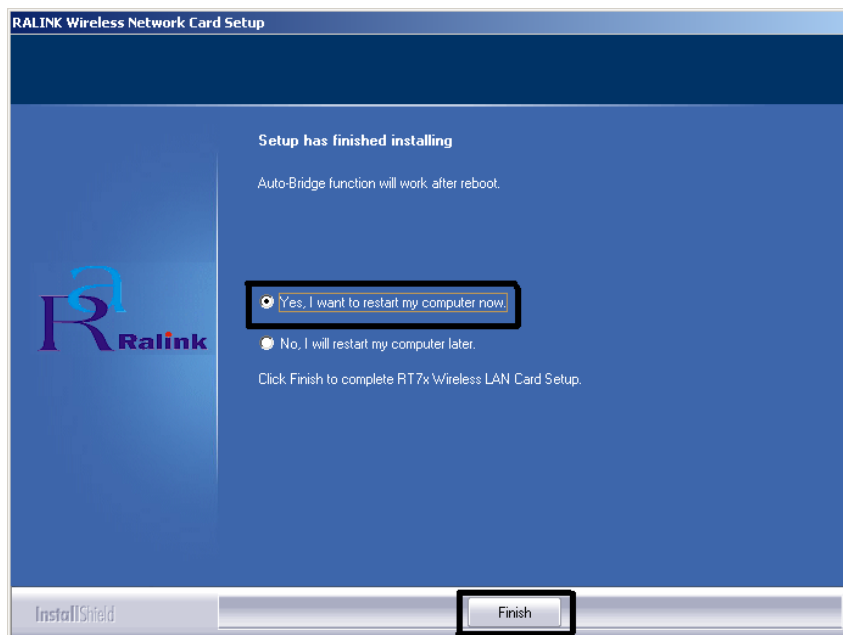 RALINK Wireless Network Card Setup
Setup has finished installing
Auto-Bridge function will work after reboot.
Yes, I want to restart my computer now.
No, I will restart my computer later.
Ralink
Click Finish to complete RT7x Wireless LAN Card Setup.
InstallShield
Finish